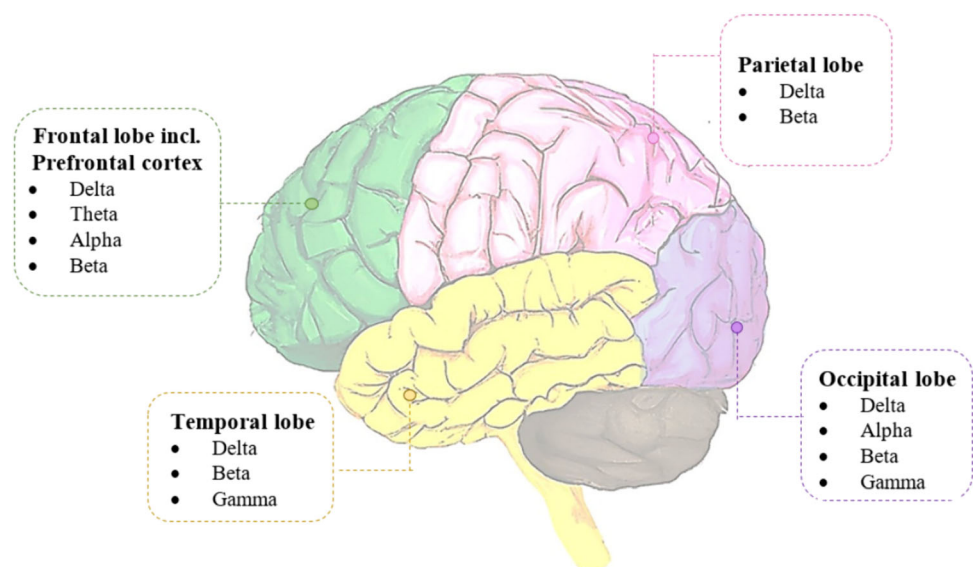 Frontal lobe incl.
Prefrontal cortex
• Delta
• Theta
• Alpha
• Beta
Parietal lobe
• Delta
• Beta
Temporal lobe
• Delta
• Beta
• Gamma
Occipital lobe
• Delta
• Alpha
• Beta
• Gamma